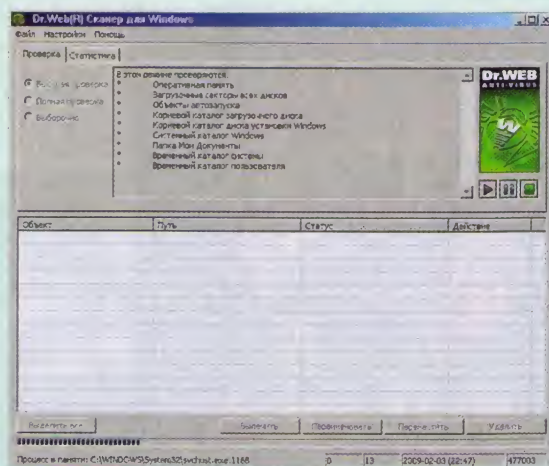 Dr.Web(R) Сканер для Windows
Файл Настройки Помощь
Проверка Статистика
Быстрая проверка
Полная проверка
Выборочно
В этом режиме проверяются:
Оперативная память
Загрузочные секторы всех дисков
Объекты автозапуска
Корневой каталог загрузочного диска
Корневой каталог диска установки Windows
Системный каталог Windows
Папка Мои Документы
Временный каталог системы
Временный каталог пользователя
Dr.WEB
ANTI-VIRUS
Объект Путь Статус Действие
Выделить все Вылечить Переименовать Переместить Удалить
Процесс в памяти: C:\WINDOWS\System32\svchost.exe:1168 0 13 2009-02-03 (22:47) 477003